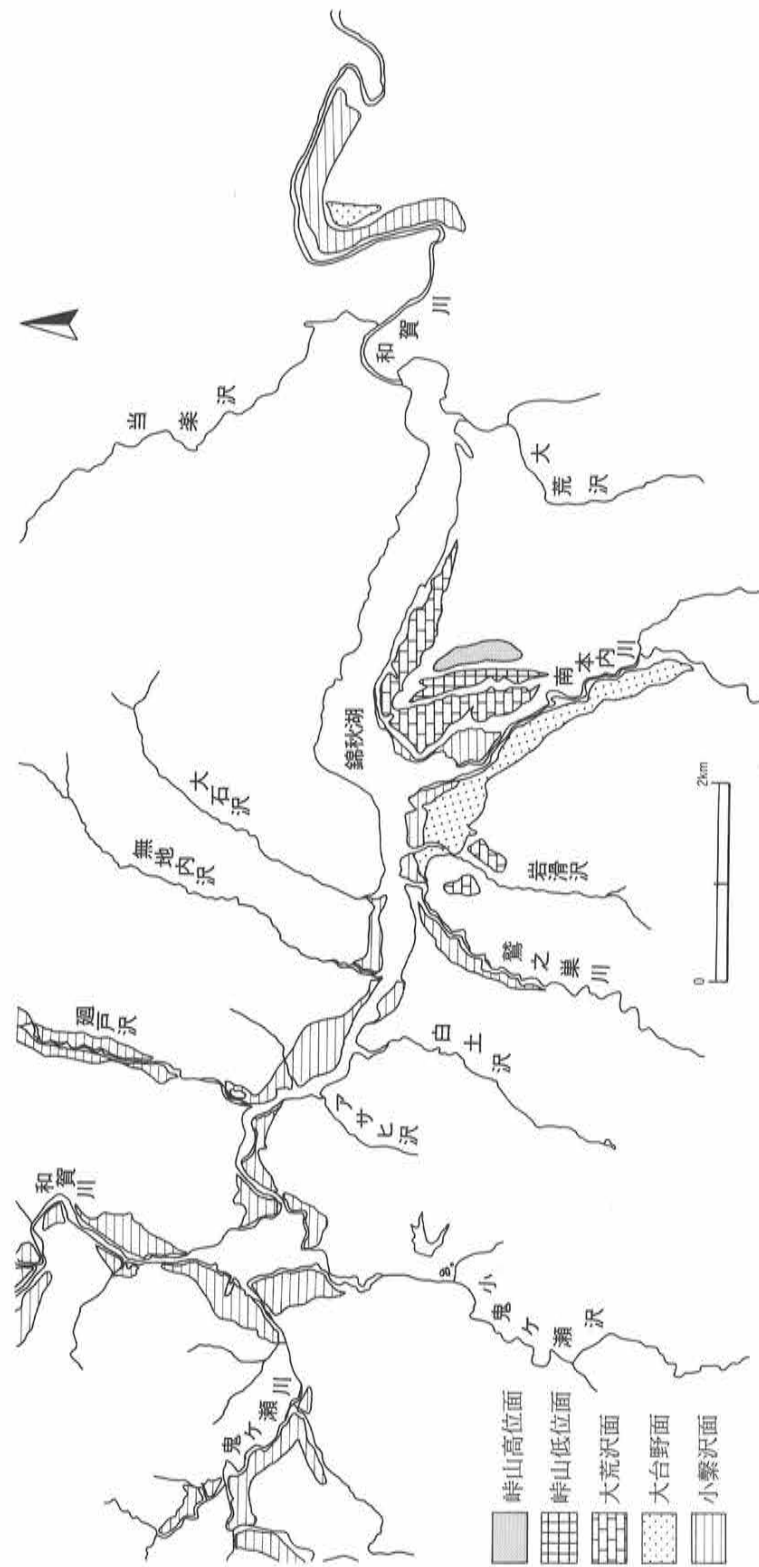 和賀川
鬼ケ瀬川
小鬼ケ瀬沢
廻戸沢
アサヒ沢
白土沢
無地内沢
大石沢
鷲之巣川
岩滑沢
錦秋湖
南本内川
当楽沢
和賀川
大荒沢
0
2km
峠山高位面
峠山低位面
大荒沢面
大台野面
小繋沢面